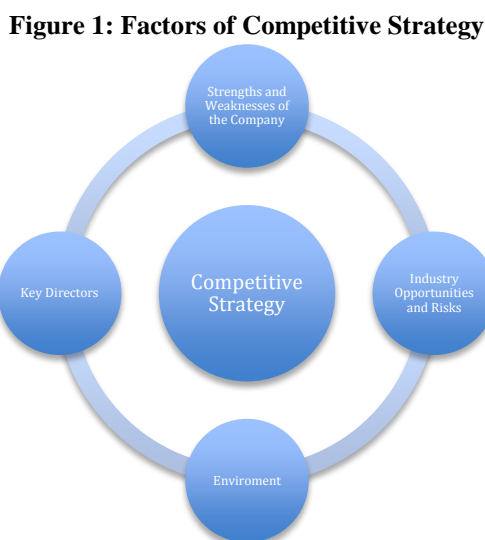 Figure 1: Factors of Competitive Strategy
Strengths and
Weaknesses of
the Company
Key Directors
Competitive
Strategy
Industry
Opportunities
and Risks
Enviroment